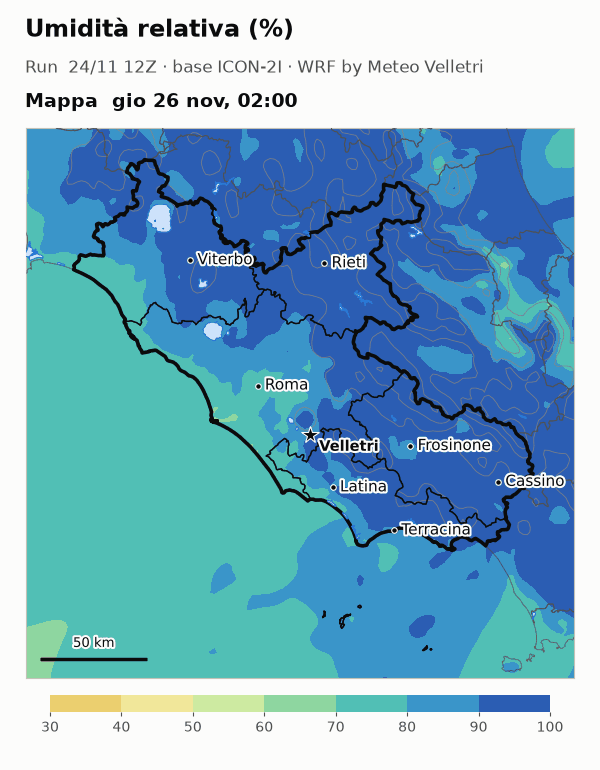 Umidità relativa (%)
Run  24/11 12Z · base ICON-2I · WRF by Meteo Velletri
Mappa  gio 26 nov, 02:00
Viterbo
Rieti
Roma
Velletri
Frosinone
Latina
Cassino
Terracina
50 km
30 40 50 60 70 80 90 100